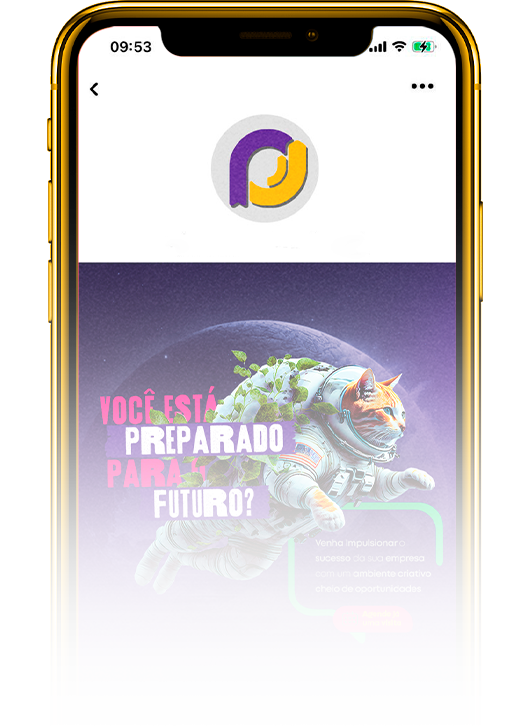 09:53
VOCÊ ESTÁ
PREPARADO
PARA
FUTURO?
Venha impulsionar o
sucesso da sua empresa
com um ambiente criativo
cheio de oportunidades